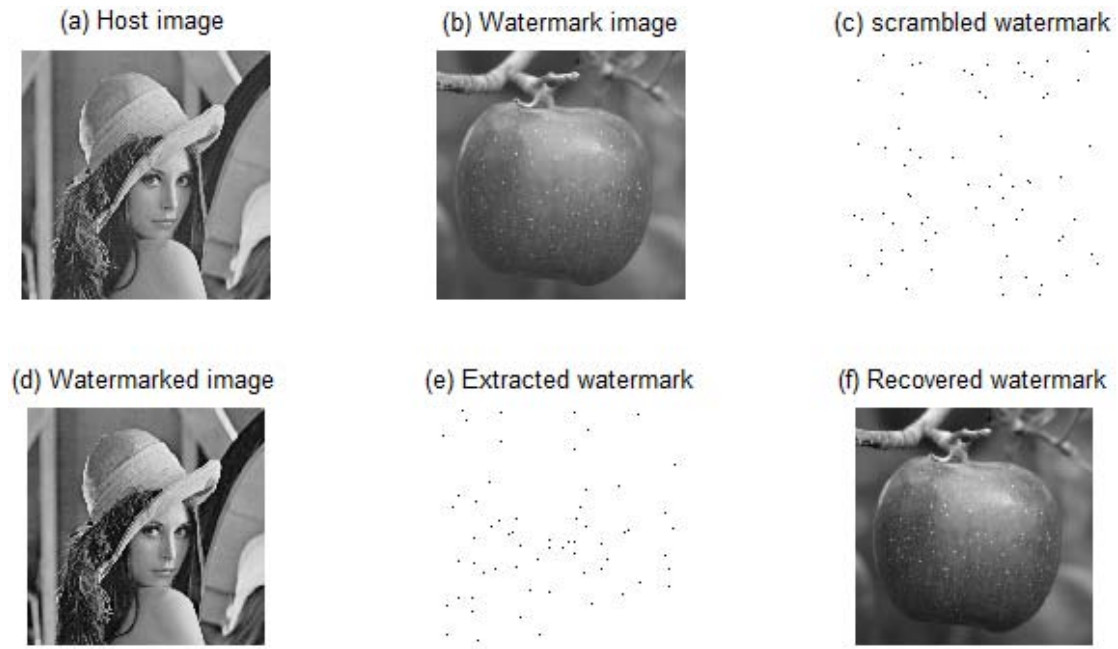 (a) Host image
(b) Watermark image
(c) scrambled watermark
(d) Watermarked image
(e) Extracted watermark
(f) Recovered watermark